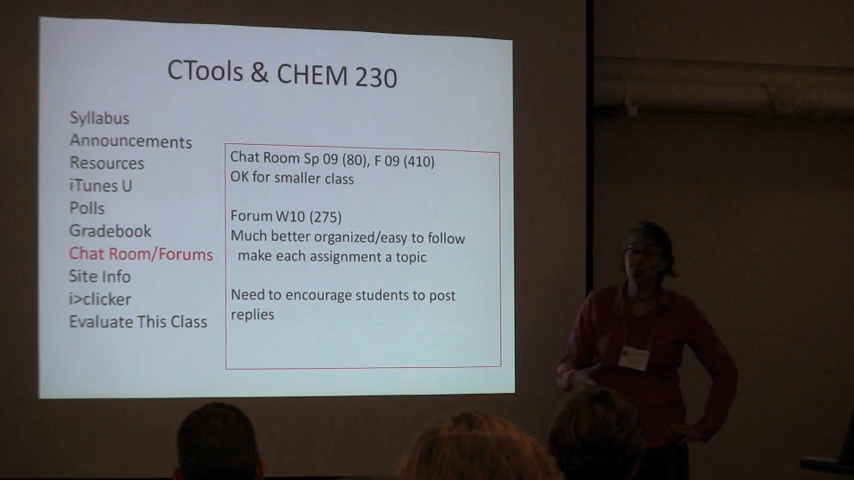 CTools & CHEM 230
Syllabus
Announcements
Resources
iTunes U
Polls
Gradebook
Chat Room/Forums
Site Info
i>clicker
Evaluate This Class
Chat Room Sp 09 (80), F 09 (410)
OK for smaller class
Forum W10 (275)
Much better organized/easy to follow
make each assignment a topic
Need to encourage students to post
replies